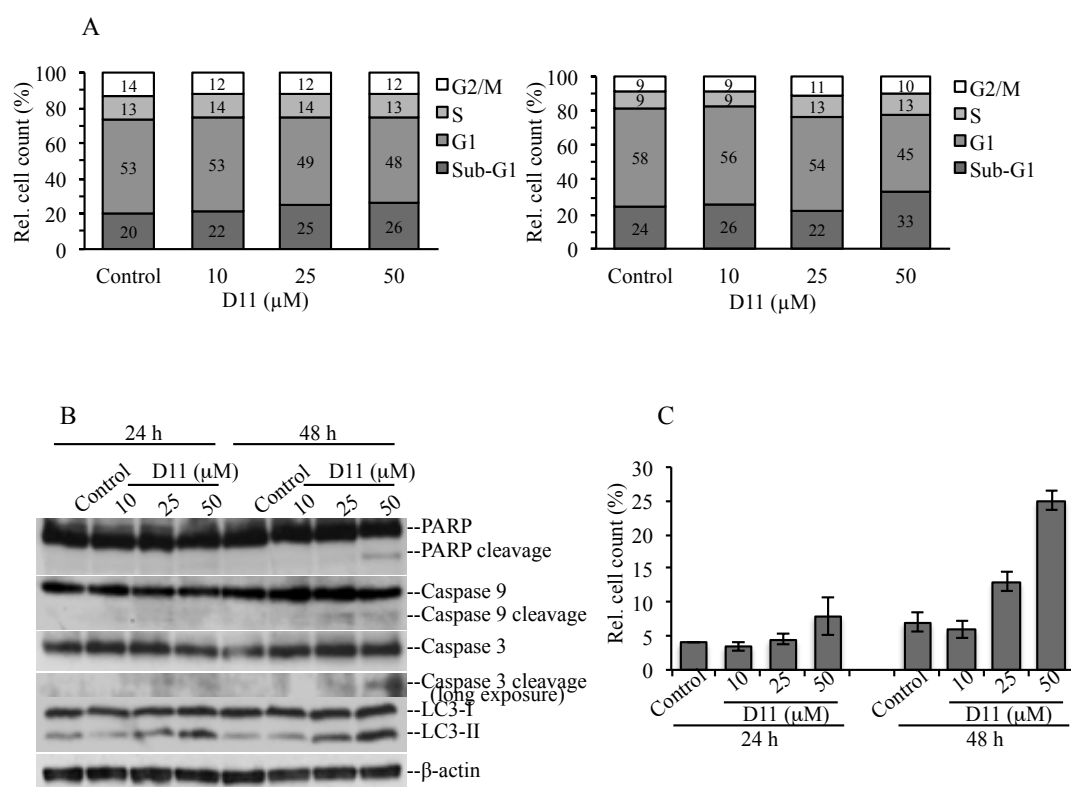 A
Rel. cell count (%)
100
80
60
40
20
0
14 12 12 12
13 14 14 13
53 53 49 48
20 22 25 26
G2/M
S
G1
Sub-G1
Control 10 25 50
D11 (µM)
Rel. cell count (%)
100
80
60
40
20
0
9 9 11 10
9 9 13 13
58 56 54 45
24 26 22 33
G2/M
S
G1
Sub-G1
Control 10 25 50
D11 (µM)
B
24 h 48 h
Control D11 (µM) Control D11 (µM)
10 25 50 10 25 50
--PARP
--PARP cleavage
--Caspase 9
--Caspase 9 cleavage
--Caspase 3
--Caspase 3 cleavage
(long exposure)
--LC3-I
--LC3-II
--β-actin
C
Rel. cell count (%)
30
25
20
15
10
5
0
Control 10 25 50 Control 10 25 50
D11 (µM) D11 (µM)
24 h 48 h